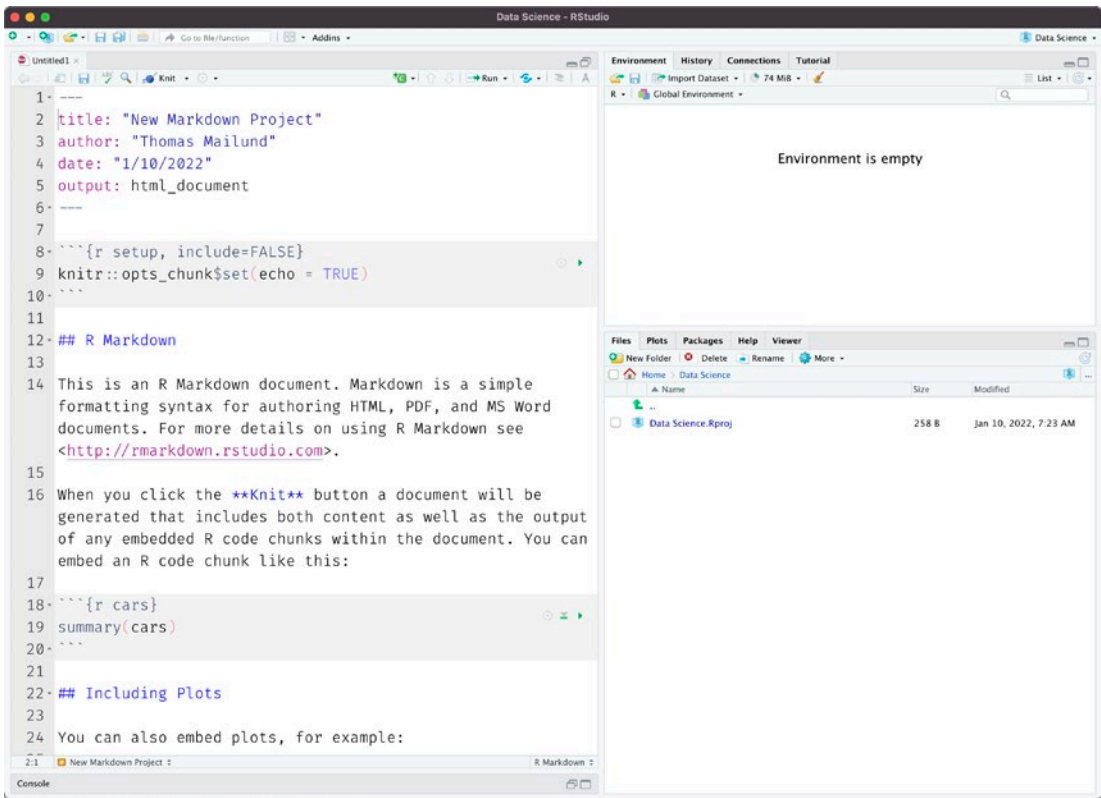 Data Science - RStudio
Go to file/function
Addins
Data Science
Untitled1
Knit
Run
1 ---
2 title: "New Markdown Project"
3 author: "Thomas Mailund"
4 date: "1/10/2022"
5 output: html_document
6 ---
7
8 ```{r setup, include=FALSE}
9 knitr::opts_chunk$set(echo = TRUE)
10 ```
11
12 ## R Markdown
13
14 This is an R Markdown document. Markdown is a simple
formatting syntax for authoring HTML, PDF, and MS Word
documents. For more details on using R Markdown see
<http://rmarkdown.rstudio.com>.
15
16 When you click the **Knit** button a document will be
generated that includes both content as well as the output
of any embedded R code chunks within the document. You can
embed an R code chunk like this:
17
18 ```{r cars}
19 summary(cars)
20 ```
21
22 ## Including Plots
23
24 You can also embed plots, for example:
2:1 New Markdown Project R Markdown
Console
Environment History Connections Tutorial
Import Dataset 74 MiB List
R Global Environment
Environment is empty
Files Plots Packages Help Viewer
New Folder Delete Rename More
Home Data Science
Name Size Modified
..
Data Science.Rproj 258 B Jan 10, 2022, 7:23 AM